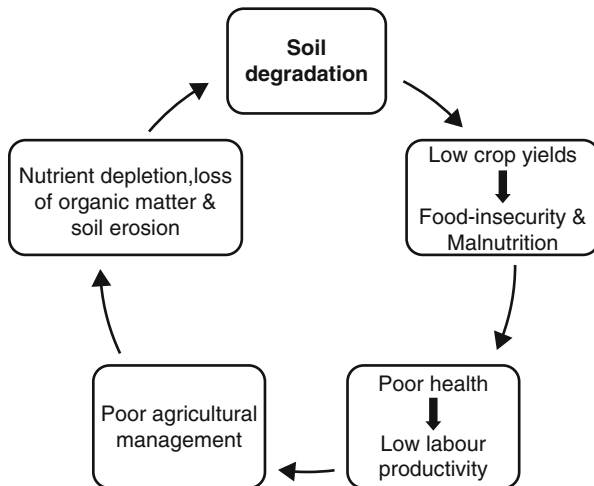 Soil
degradation
Low crop yields
Food-insecurity &
Malnutrition
Poor health
Low labour
productivity
Poor agricultural
management
Nutrient depletion,loss
of organic matter &
soil erosion